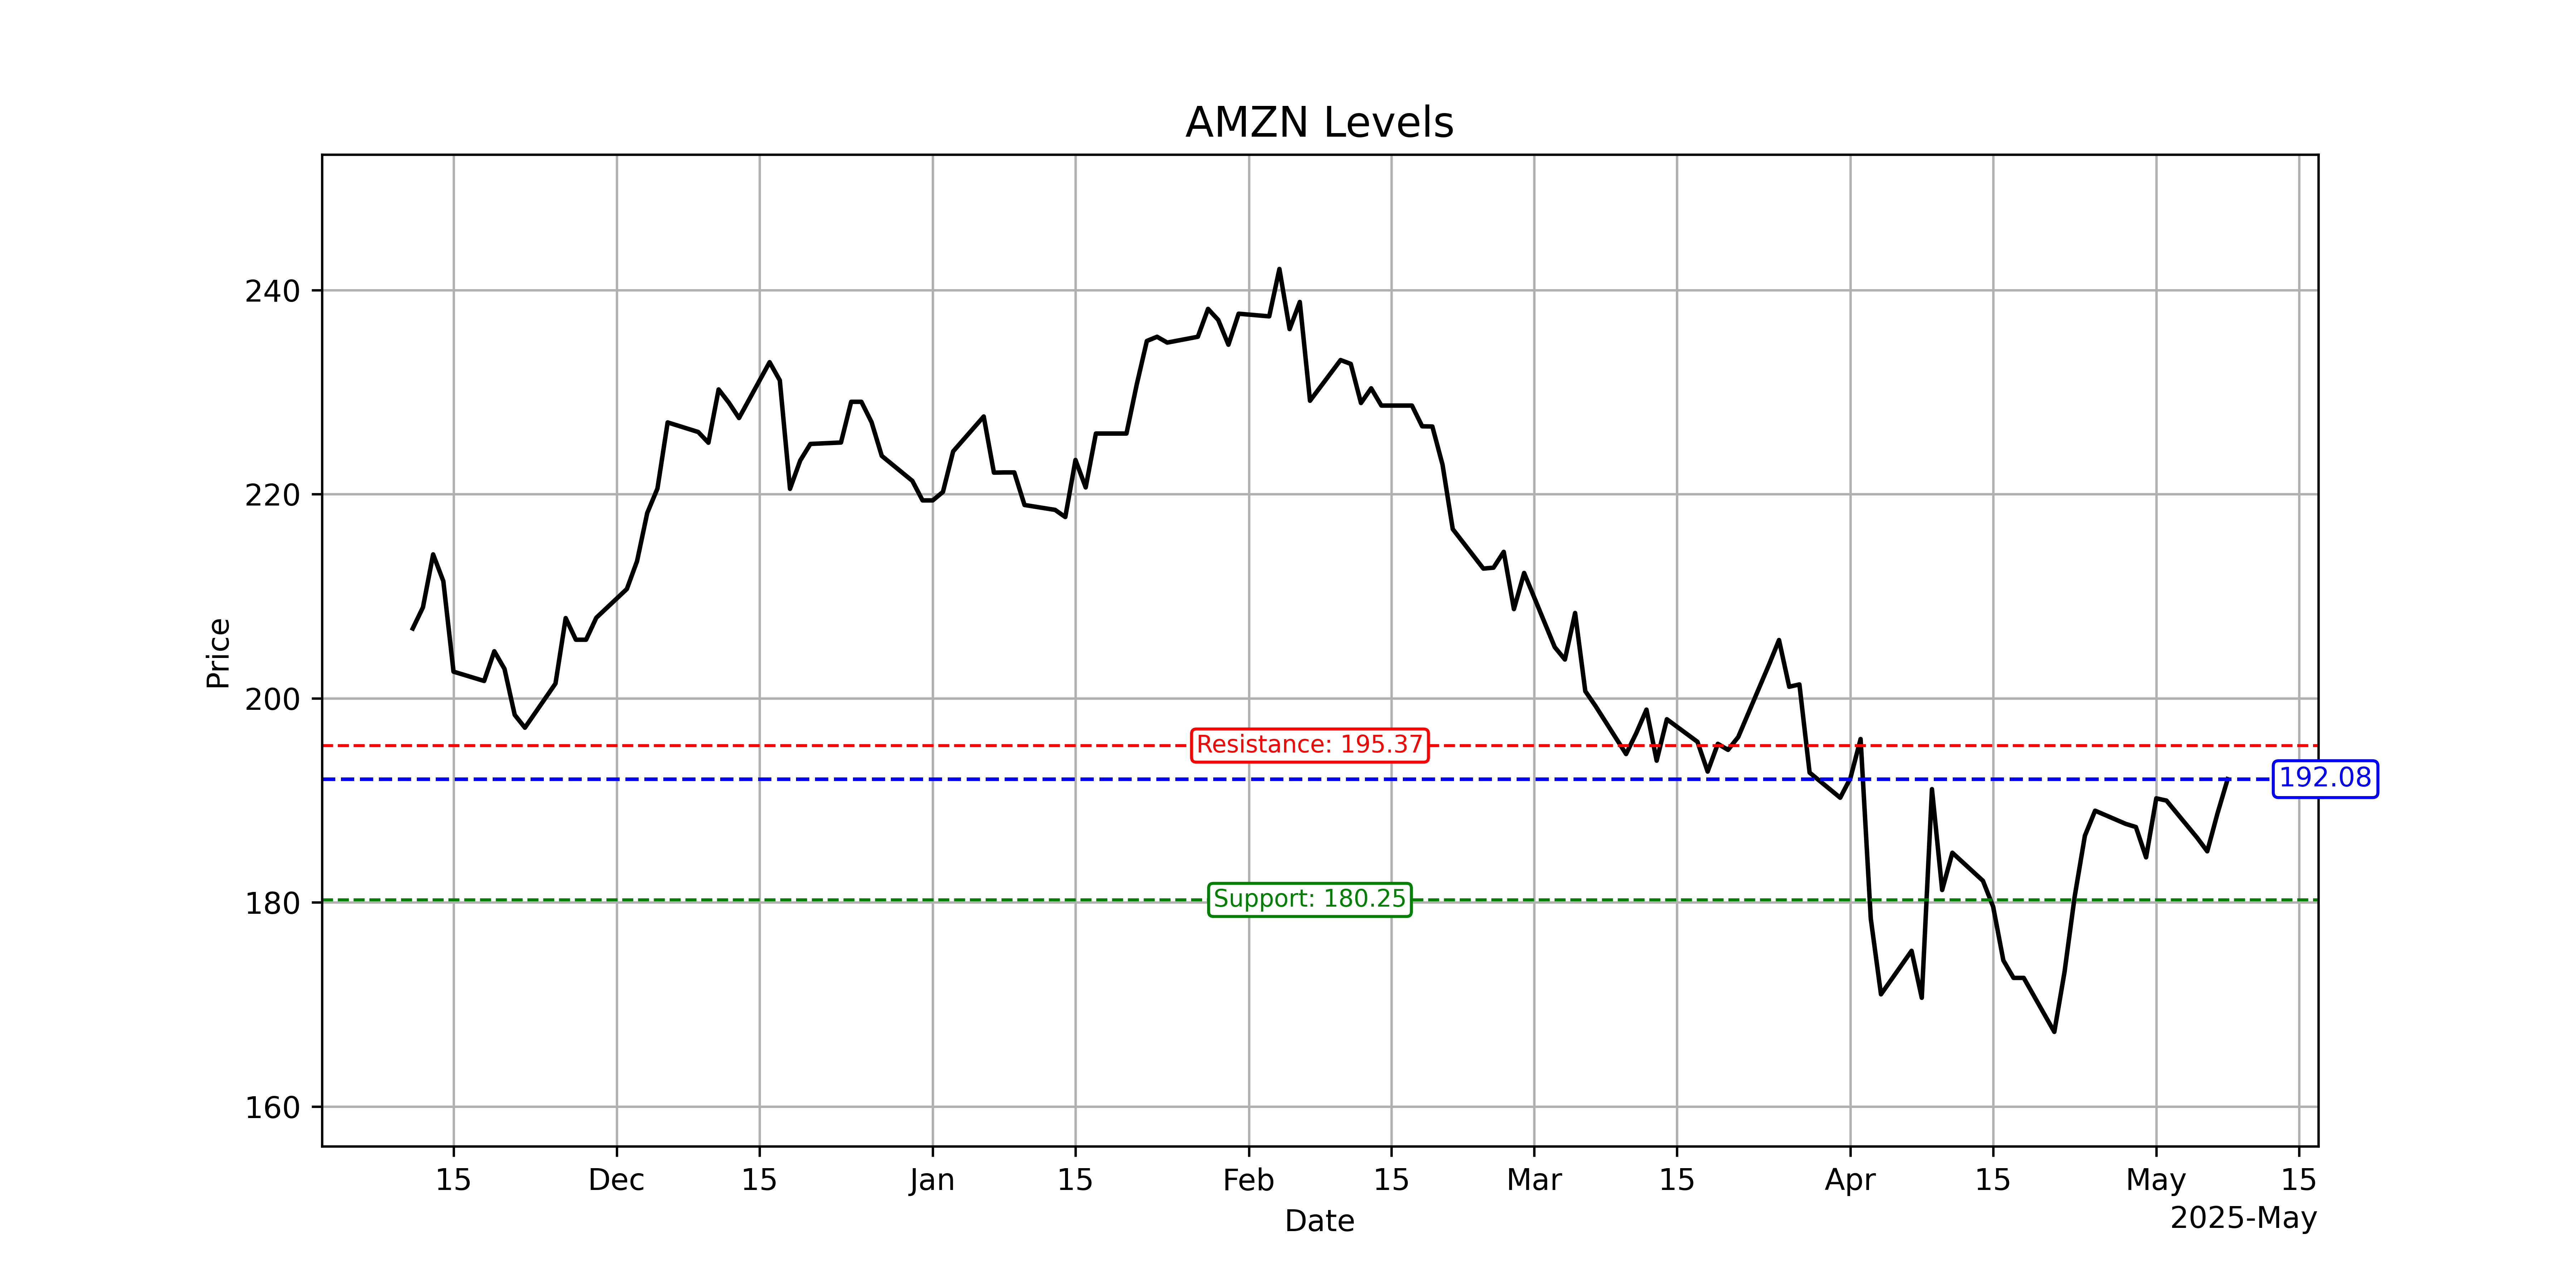 AMZN Levels
240
220
200
180
160
Price
Resistance: 195.37
192.08
Support: 180.25
15 Dec 15 Jan 15 Feb 15 Mar 15 Apr 15 May 15
Date
2025-May